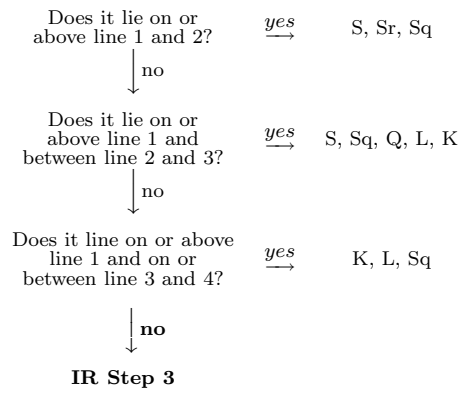 Does it lie on or
above line 1 and 2?
yes
S, Sr, Sq
no
Does it lie on or
above line 1 and
between line 2 and 3?
yes
S, Sq, Q, L, K
no
Does it line on or above
line 1 and on or
between line 3 and 4?
yes
K, L, Sq
no
IR Step 3